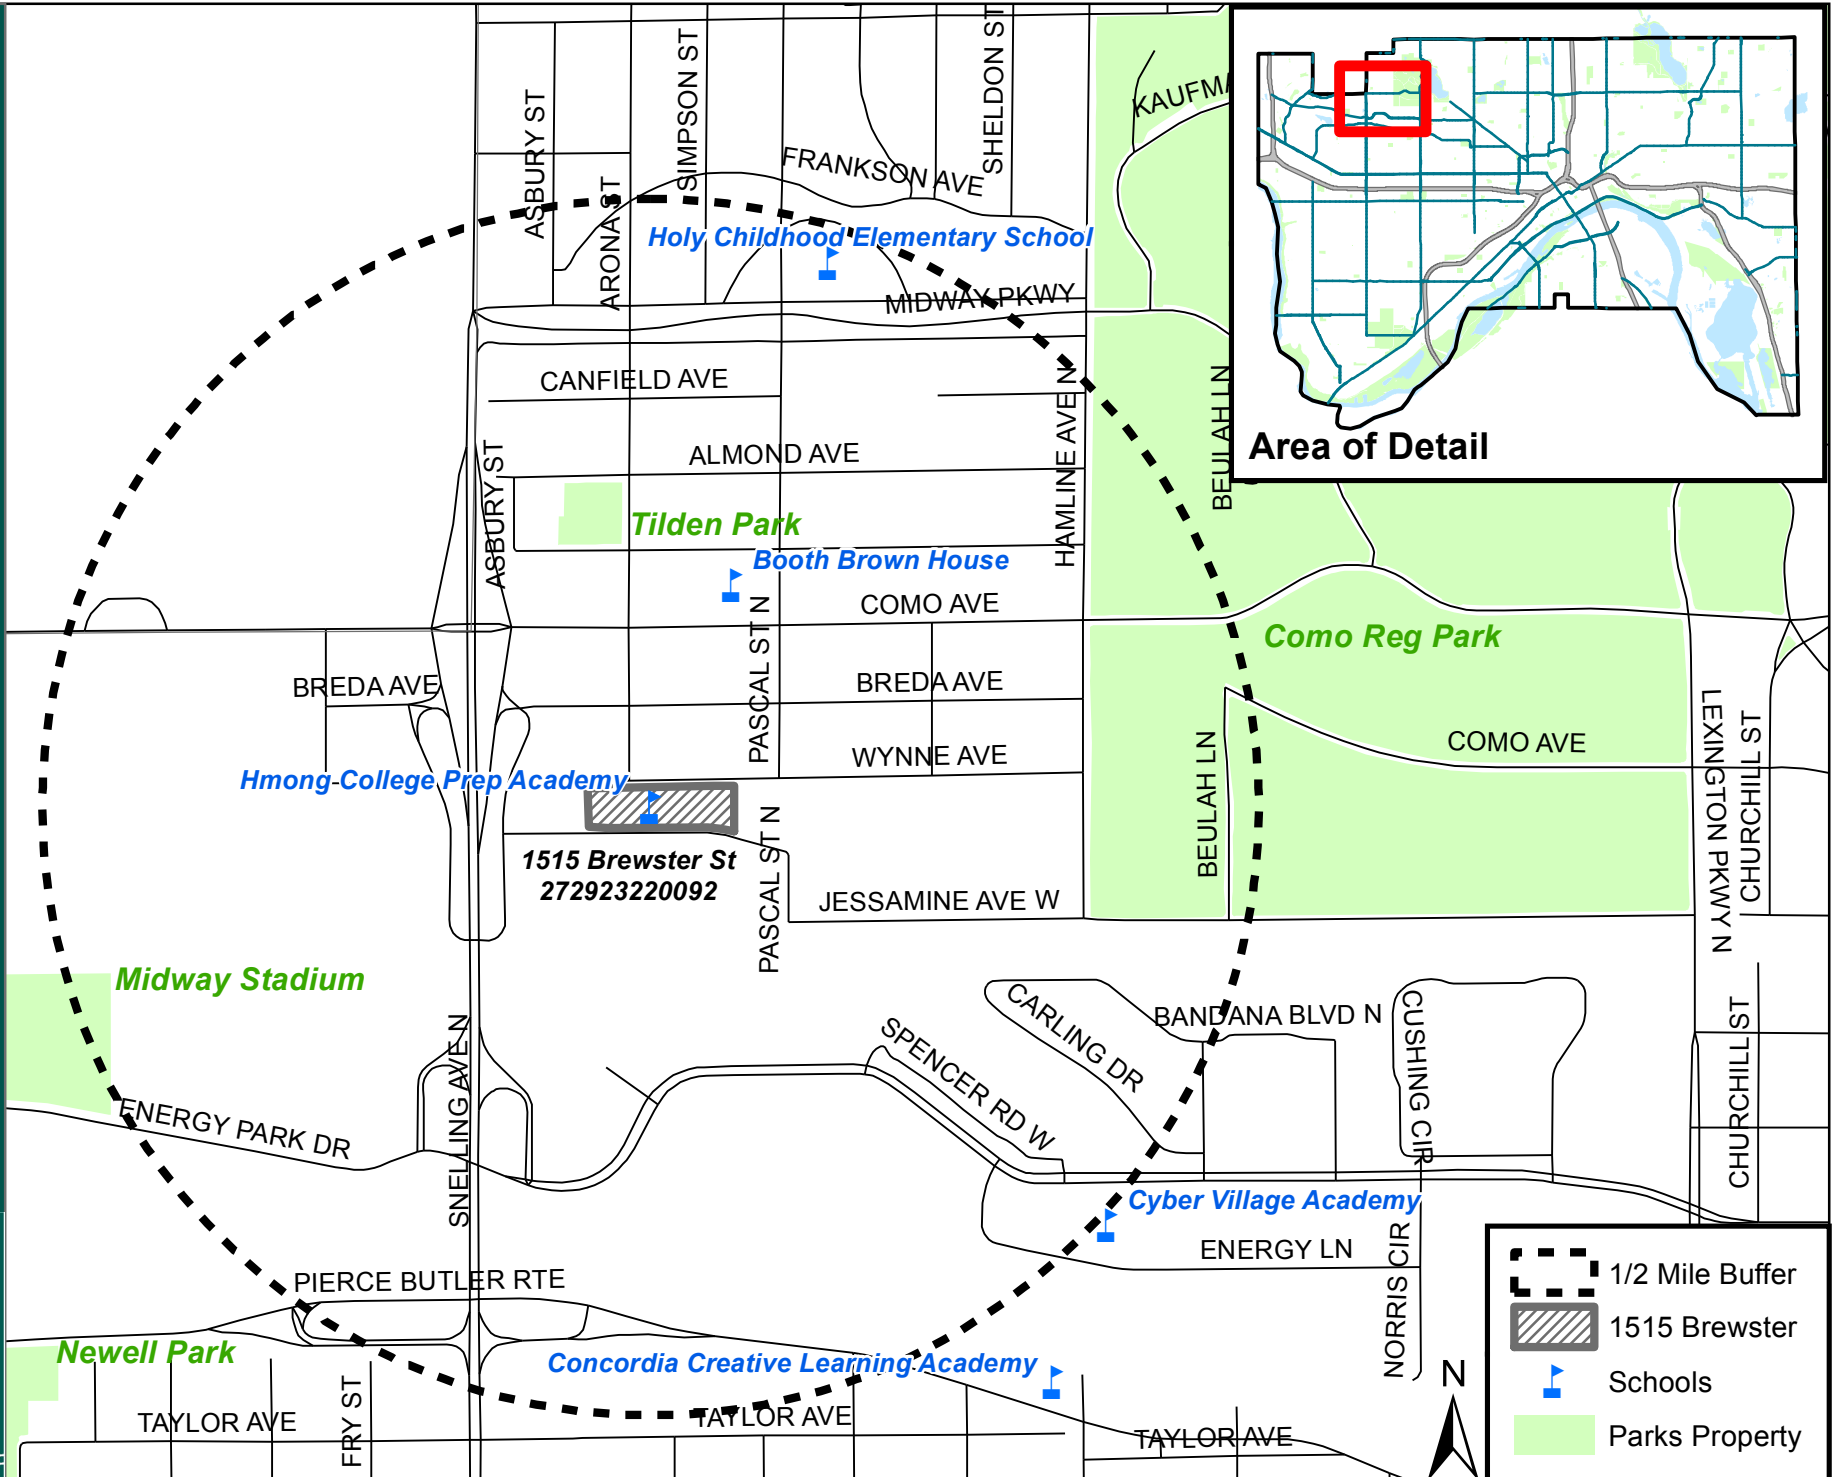 ASBURY ST
SIMPSON ST
SHELDON ST
KAUFMA
FRANKSON AVE
ARONA ST
Holy Childhood Elementary School
MIDWAY PKWY
CANFIELD AVE
HAMLINE AVE N
BEULAH LN
Area of Detail
ALMOND AVE
ASBURY ST
Tilden Park
Booth Brown House
COMO AVE
Como Reg Park
PASCAL ST N
BREDA AVE
BREDA AVE
WYNNE AVE
COMO AVE
LEXINGTON PKWY N
CHURCHILL ST
Hmong College Prep Academy
BEULAH LN
1515 Brewster St
272923220092
PASCAL ST N
JESSAMINE AVE W
Midway Stadium
CARLING DR
BANDANA BLVD N
CUSHING CIR
SPENCER RD W
CHURCHILL ST
SNELLING AVE N
ENERGY PARK DR
Cyber Village Academy
ENERGY LN
NORRIS CIR
PIERCE BUTLER RTE
Newell Park
Concordia Creative Learning Academy
TAYLOR AVE
FRY ST
TAYLOR AVE
TAYLOR AVE
N
1/2 Mile Buffer
1515 Brewster
Schools
Parks Property